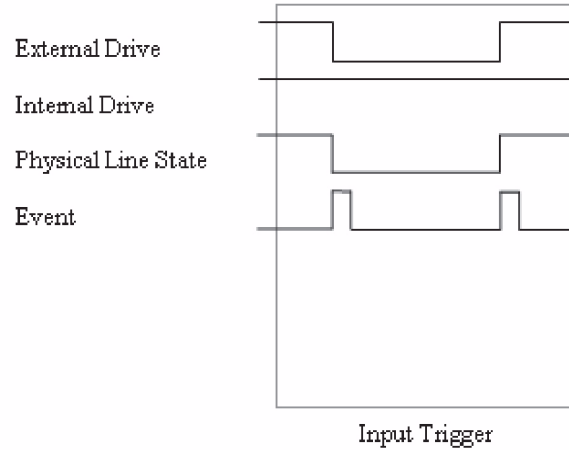 External Drive
Internal Drive
Physical Line State
Event
Input Trigger